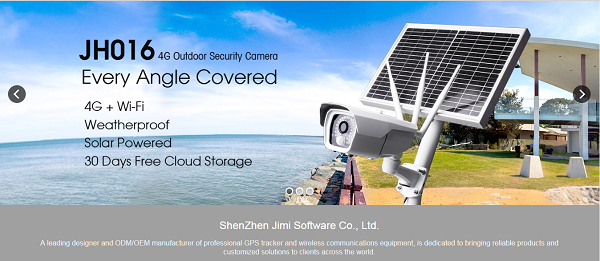 JH016 4G Outdoor Security Camera
Every Angle Covered
4G + Wi-Fi
Weatherproof
Solar Powered
30 Days Free Cloud Storage
ShenZhen Jimi Software Co., Ltd.
A leading designer and ODM/OEM manufacturer of professional GPS tracker and wireless communications equipment, is dedicated to bringing reliable products and
customized solutions to clients across the world.